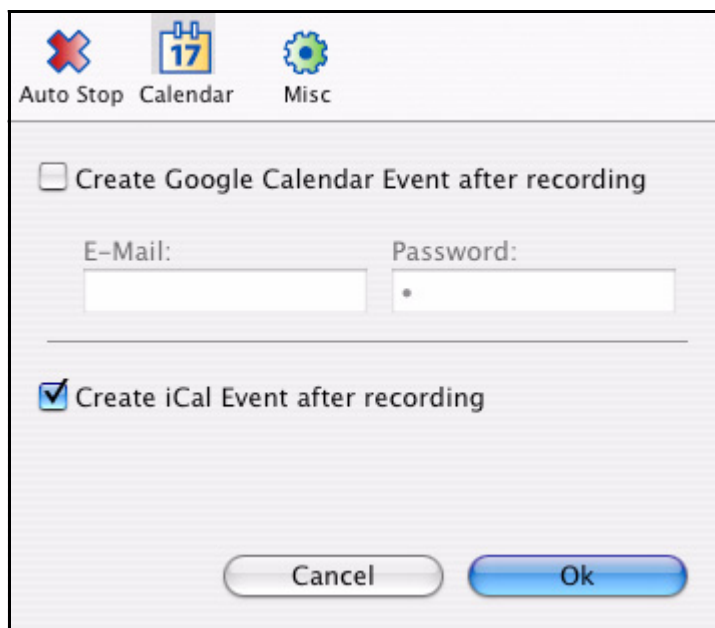 17
Auto Stop Calendar Misc
Create Google Calendar Event after recording
E-Mail: Password:
•
Create iCal Event after recording
Cancel Ok